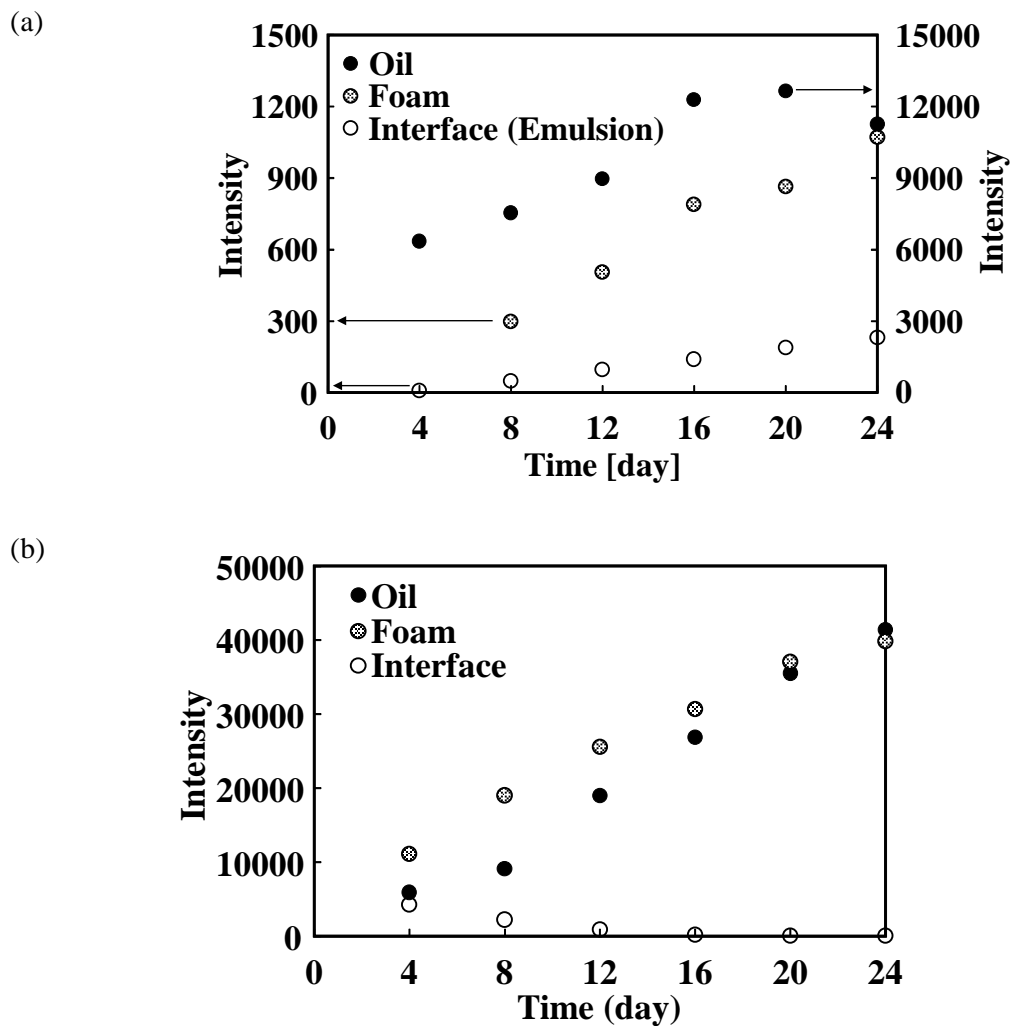 (a)
1500
1200
900
600
300
0
Intensity
Oil
Foam
Interface (Emulsion)
15000
12000
9000
6000
3000
0
Intensity
0 4 8 12 16 20 24
Time [day]
(b)
50000
40000
30000
20000
10000
0
Intensity
Oil
Foam
Interface
0 4 8 12 16 20 24
Time (day)